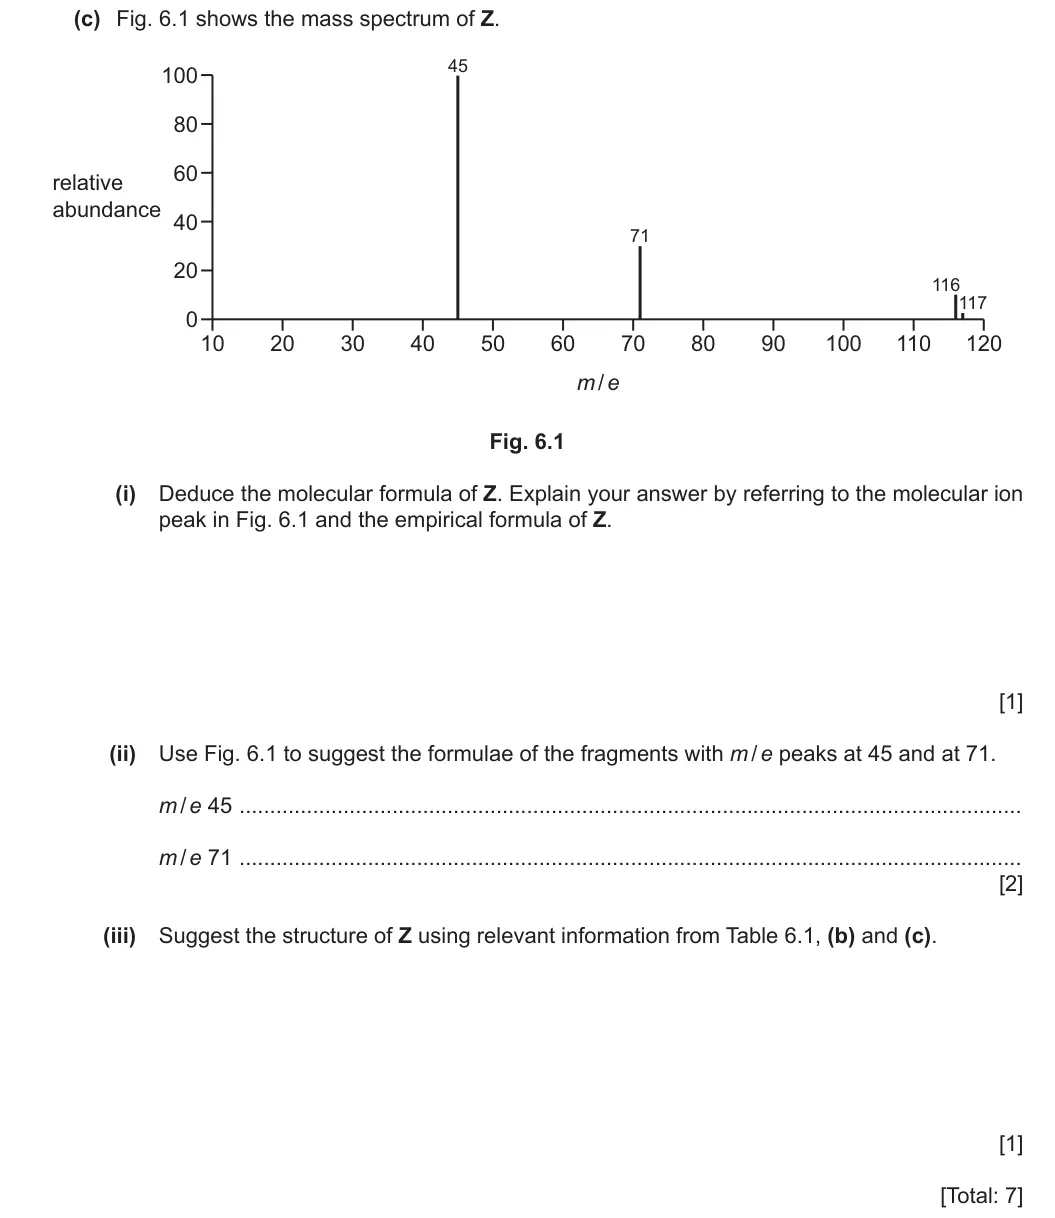 (c) Fig. 6.1 shows the mass spectrum of Z.
45
100
80
60
relative
abundance
40
71
20
116
117
0
10 20 30 40 50 60 70 80 90 100 110 120
m / e
Fig. 6.1
(i) Deduce the molecular formula of Z. Explain your answer by referring to the molecular ion
peak in Fig. 6.1 and the empirical formula of Z.
[1]
(ii) Use Fig. 6.1 to suggest the formulae of the fragments with m / e peaks at 45 and at 71.
m / e 45 ................................................................................................................................
m / e 71 ................................................................................................................................
[2]
(iii) Suggest the structure of Z using relevant information from Table 6.1, (b) and (c).
[1]
[Total: 7]